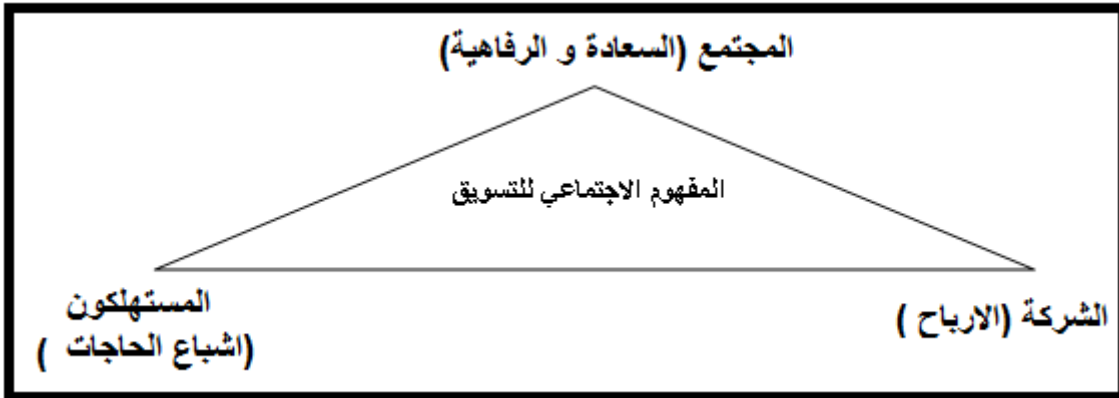 المجتمع (السعادة و الرفاهية)
المفهوم الاجتماعي للتسويق
الشركة (الارباح )
المستهلكون
(اشباع الحاجات )